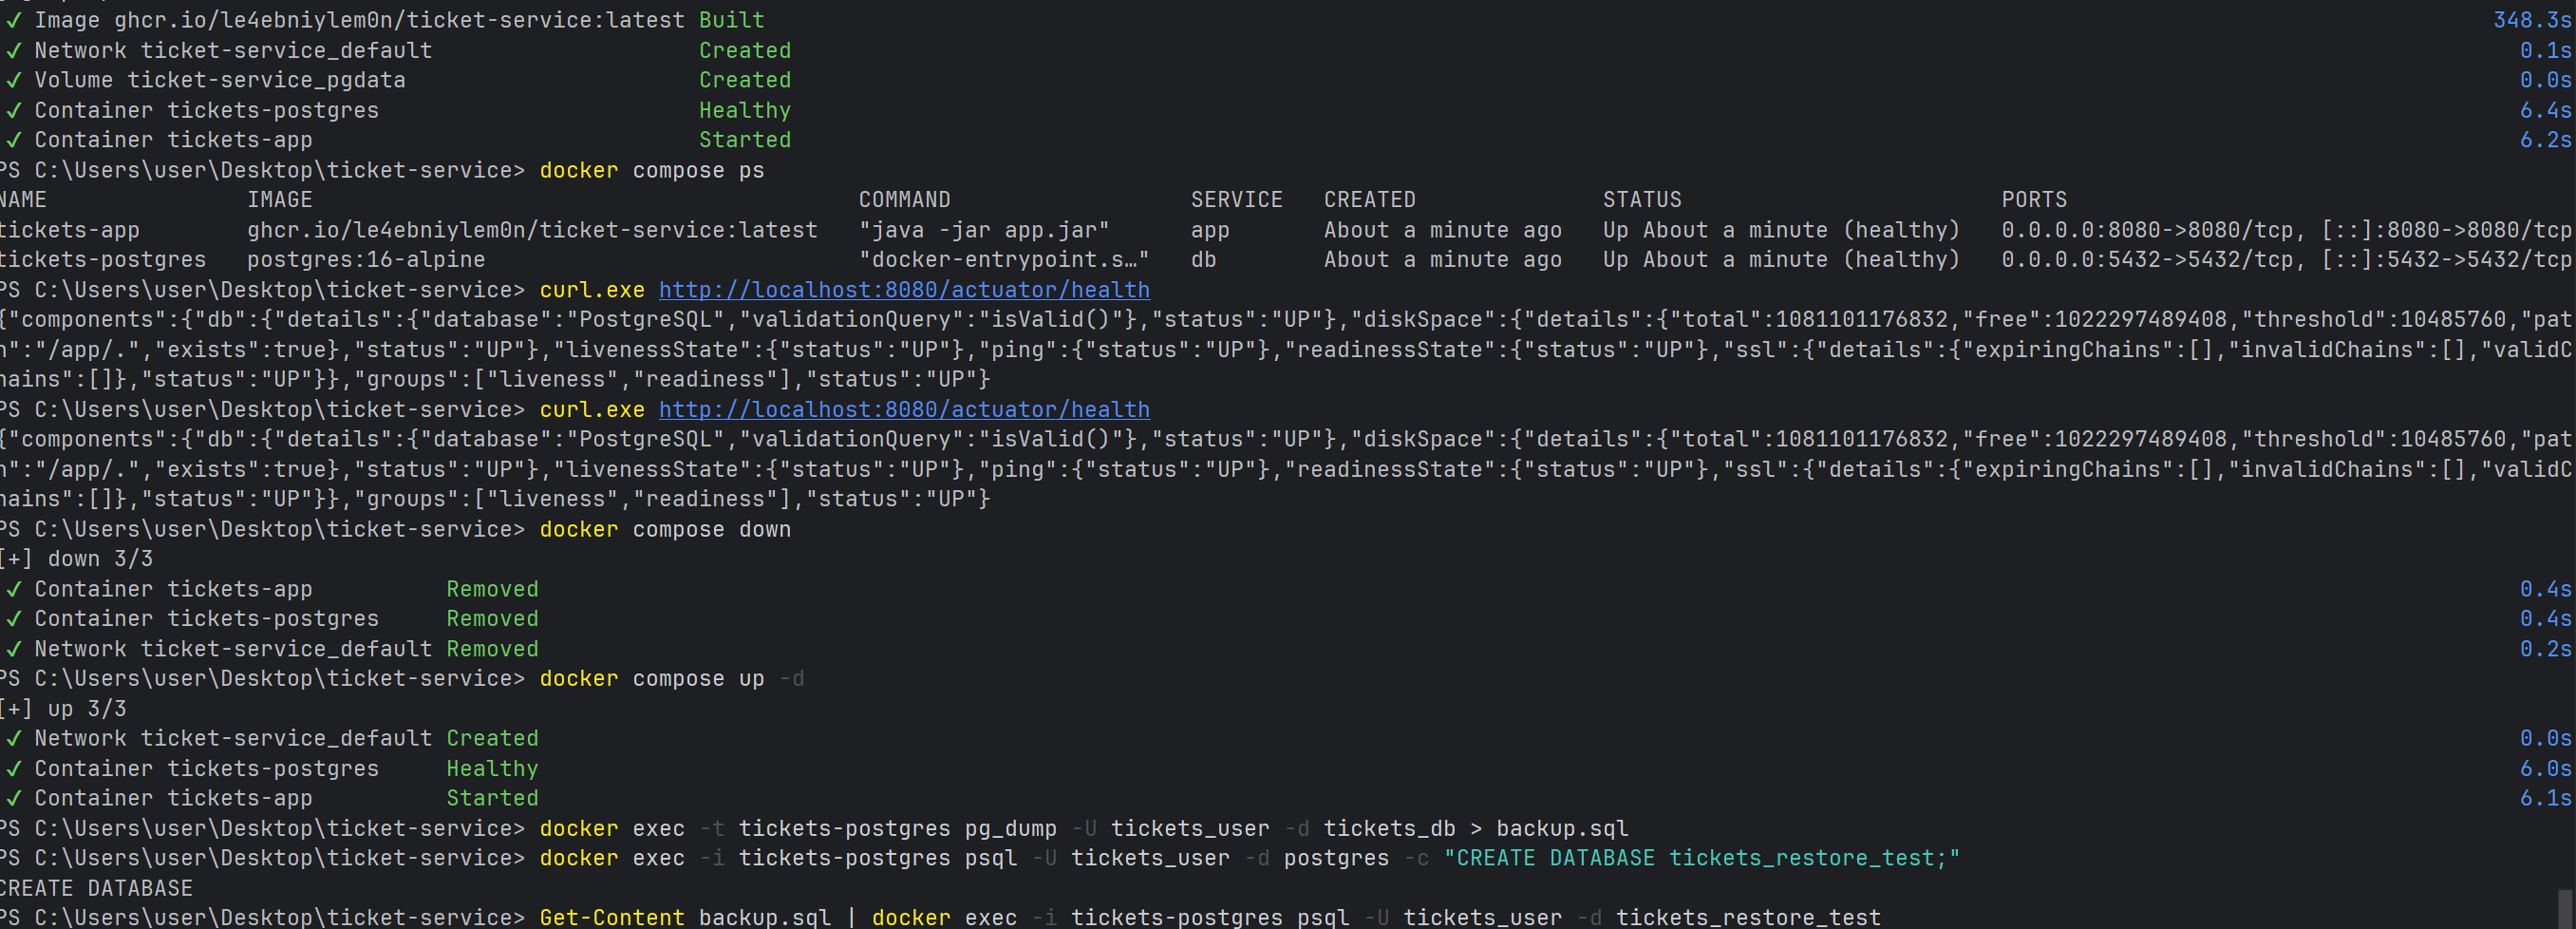 ✓ Image ghcr.io/le4ebniylem0n/ticket-service:latest Built 348.3s
✓ Network ticket-service_default Created 0.1s
✓ Volume ticket-service_pgdata Created 0.0s
✓ Container tickets-postgres Healthy 6.4s
✓ Container tickets-app Started 6.2s
PS C:\Users\user\Desktop\ticket-service> docker compose ps
NAME IMAGE COMMAND SERVICE CREATED STATUS PORTS
tickets-app ghcr.io/le4ebniylem0n/ticket-service:latest "java -jar app.jar" app About a minute ago Up About a minute (healthy) 0.0.0.0:8080->8080/tcp, [::]:8080->8080/tcp
tickets-postgres postgres:16-alpine "docker-entrypoint.s…" db About a minute ago Up About a minute (healthy) 0.0.0.0:5432->5432/tcp, [::]:5432->5432/tcp
PS C:\Users\user\Desktop\ticket-service> curl.exe http://localhost:8080/actuator/health
{"components":{"db":{"details":{"database":"PostgreSQL","validationQuery":"isValid()"},"status":"UP"},"diskSpace":{"details":{"total":1081101176832,"free":1022297489408,"threshold":10485760,"pat
h":"/app/.","exists":true},"status":"UP"},"livenessState":{"status":"UP"},"ping":{"status":"UP"},"readinessState":{"status":"UP"},"ssl":{"details":{"expiringChains":[],"invalidChains":[],"validC
hains":[]},"status":"UP"}},"groups":["liveness","readiness"],"status":"UP"}
PS C:\Users\user\Desktop\ticket-service> curl.exe http://localhost:8080/actuator/health
{"components":{"db":{"details":{"database":"PostgreSQL","validationQuery":"isValid()"},"status":"UP"},"diskSpace":{"details":{"total":1081101176832,"free":1022297489408,"threshold":10485760,"pat
h":"/app/.","exists":true},"status":"UP"},"livenessState":{"status":"UP"},"ping":{"status":"UP"},"readinessState":{"status":"UP"},"ssl":{"details":{"expiringChains":[],"invalidChains":[],"validC
hains":[]},"status":"UP"}},"groups":["liveness","readiness"],"status":"UP"}
PS C:\Users\user\Desktop\ticket-service> docker compose down
[+] down 3/3
✓ Container tickets-app Removed 0.4s
✓ Container tickets-postgres Removed 0.4s
✓ Network ticket-service_default Removed 0.2s
PS C:\Users\user\Desktop\ticket-service> docker compose up -d
[+] up 3/3
✓ Network ticket-service_default Created 0.0s
✓ Container tickets-postgres Healthy 6.0s
✓ Container tickets-app Started 6.1s
PS C:\Users\user\Desktop\ticket-service> docker exec -t tickets-postgres pg_dump -U tickets_user -d tickets_db > backup.sql
PS C:\Users\user\Desktop\ticket-service> docker exec -i tickets-postgres psql -U tickets_user -d postgres -c "CREATE DATABASE tickets_restore_test;"
CREATE DATABASE
PS C:\Users\user\Desktop\ticket-service> Get-Content backup.sql | docker exec -i tickets-postgres psql -U tickets_user -d tickets_restore_test